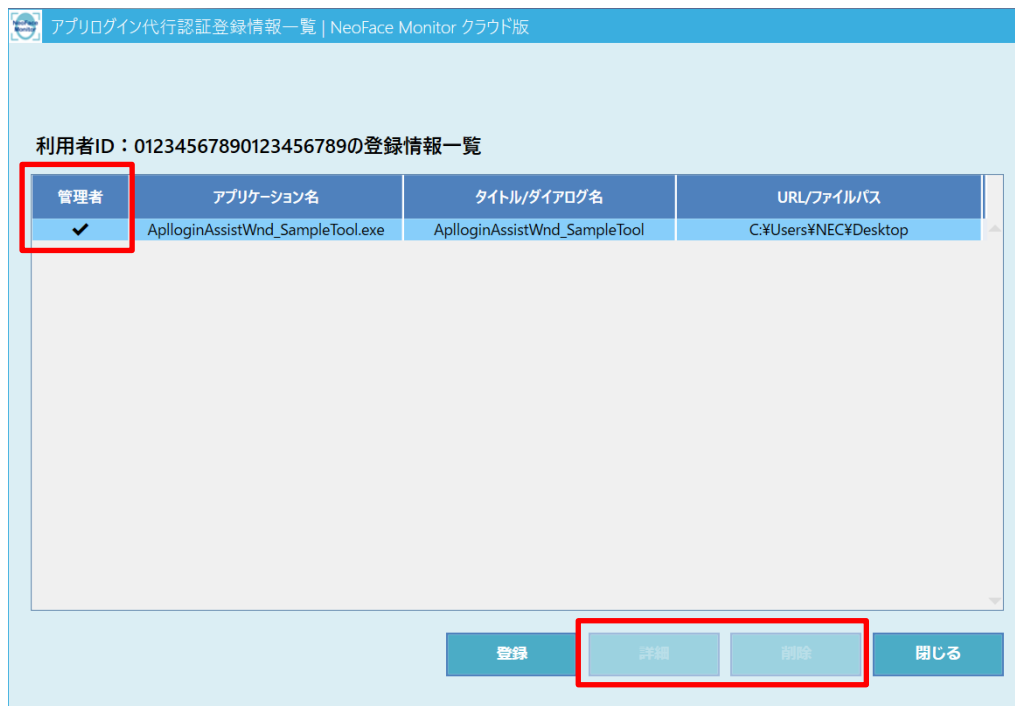 アプリログイン代行認証登録情報一覧 | NeoFace Monitor クラウド版
利用者ID：01234567890123456789の登録情報一覧
管理者 アプリケーション名 タイトル/ダイアログ名 URL/ファイルパス
✔ AplloginAssistWnd_SampleTool.exe AplloginAssistWnd_SampleTool C:¥Users¥NEC¥Desktop
登録 詳細 削除 閉じる